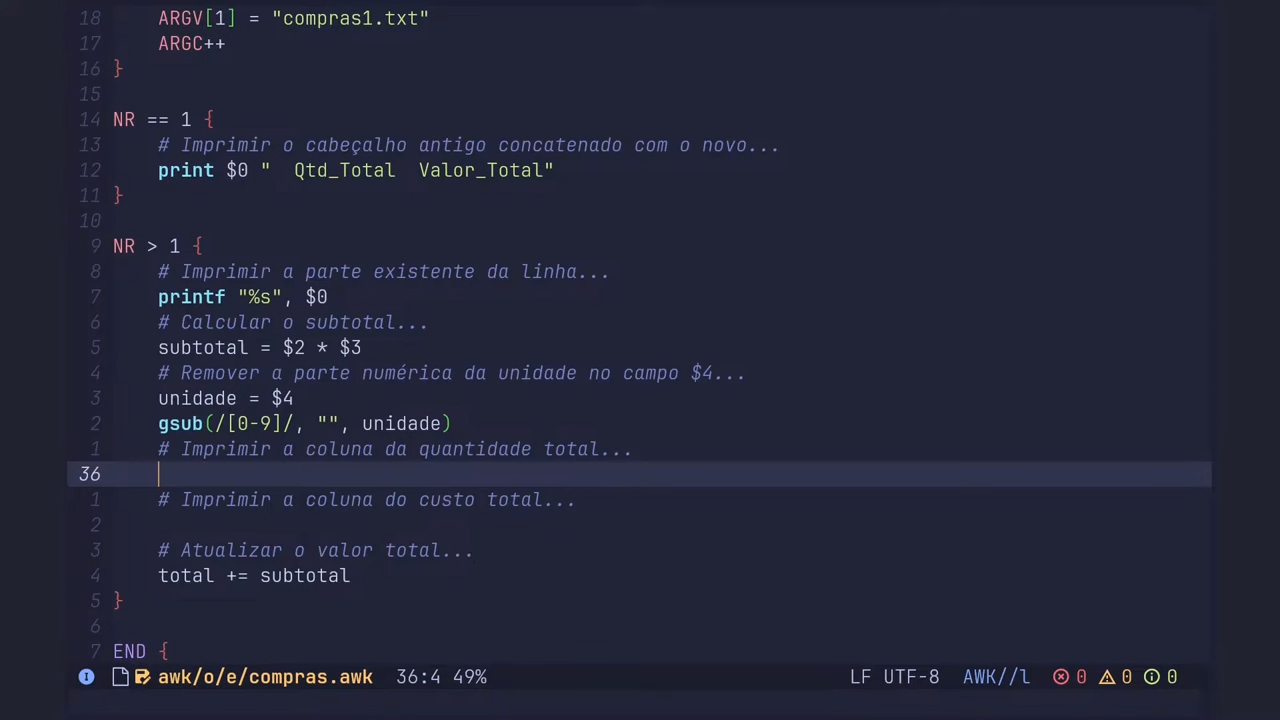 18 ARGV[1] = "compras1.txt"
17 ARGC++
16 }
15
14 NR == 1 {
13 # Imprimir o cabeçalho antigo concatenado com o novo...
12 print $0 "  Qtd_Total  Valor_Total"
11 }
10
9 NR > 1 {
8 # Imprimir a parte existente da linha...
7 printf "%s", $0
6 # Calcular o subtotal...
5 subtotal = $2 * $3
4 # Remover a parte numérica da unidade no campo $4...
3 unidade = $4
2 gsub(/[0-9]/, "", unidade)
1 # Imprimir a coluna da quantidade total...
36
1 # Imprimir a coluna do custo total...
2
3 # Atualizar o valor total...
4 total += subtotal
5 }
6
7 END {
awk/o/e/compras.awk 36:4 49% LF UTF-8 AWK//l 0 0 0